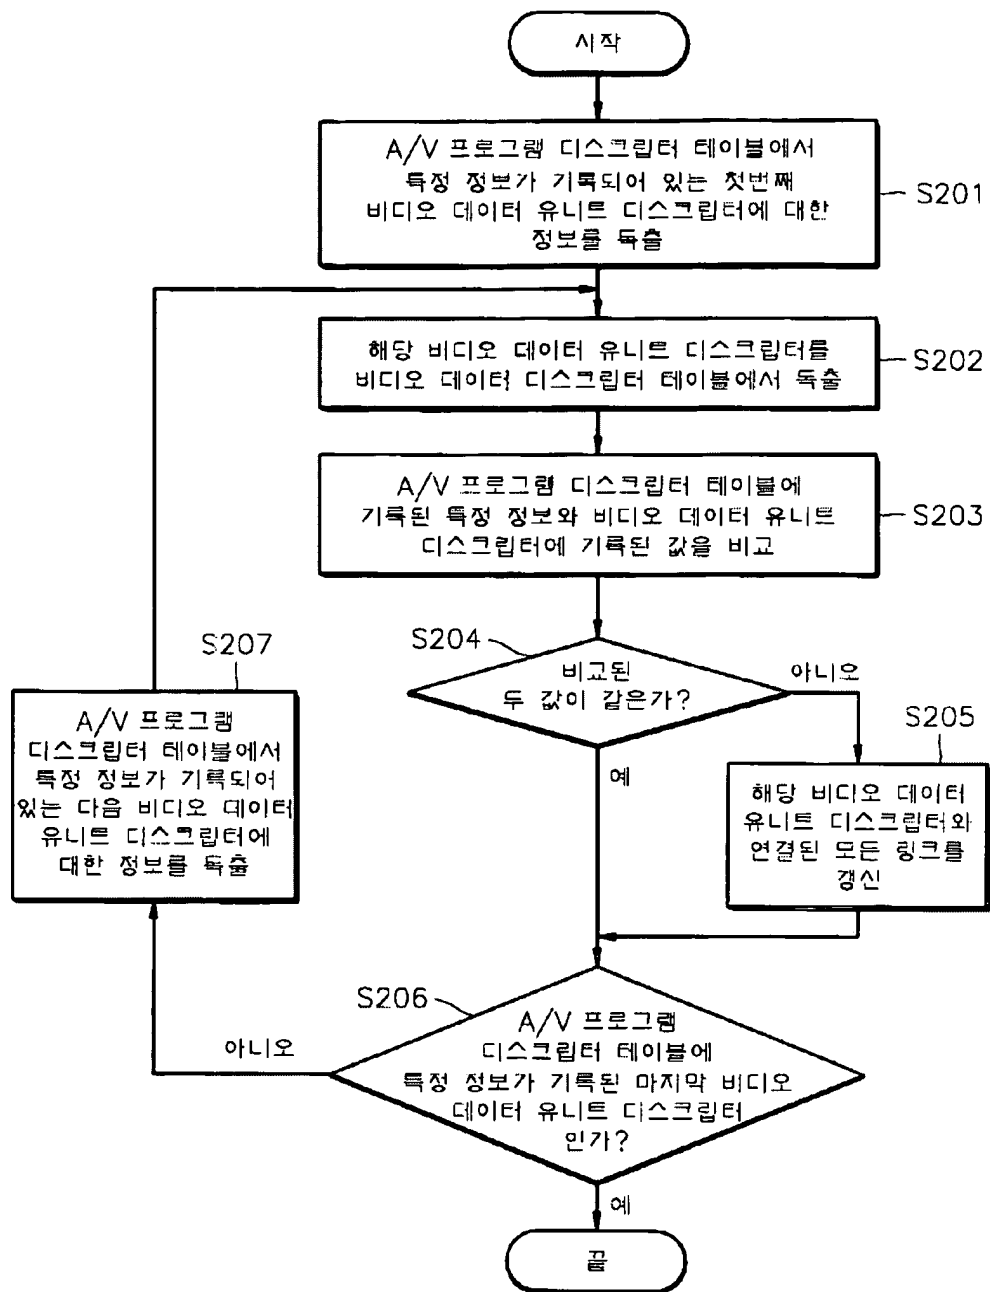 시작
A/V 프로그램 디스크립터 테이블에서
특정 정보가 기록되어 있는 첫번째
비디오 데이터 유니트 디스크립터에 대한
정보를 독출
S201
해당 비디오 데이터 유니트 디스크립터를
비디오 데이터 디스크립터 테이블에서 독출
S202
A/V 프로그램 디스크립터 테이블에
기록된 특정 정보와 비디오 데이터 유니트
디스크립터에 기록된 값을 비교
S203
S204
비교된
두 값이 같은가?
아니오
예
S205
해당 비디오 데이터
유니트 디스크립터와
연결된 모든 링크를
갱신
S207
A/V 프로그램
디스크립터 테이블에서
특정 정보가 기록되어
있는 다음 비디오 데이터
유니트 디스크립터에
대한 정보를 독출
S206
A/V 프로그램
디스크립터 테이블에
특정 정보가 기록된 마지막 비디오
데이터 유니트 디스크립터
인가?
아니오
예
끝